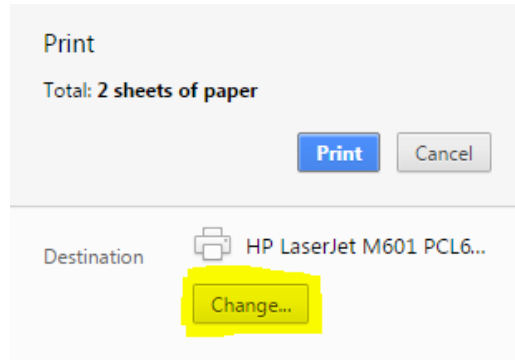 Print
Total: 2 sheets of paper
Print Cancel
Destination HP LaserJet M601 PCL6...
Change...